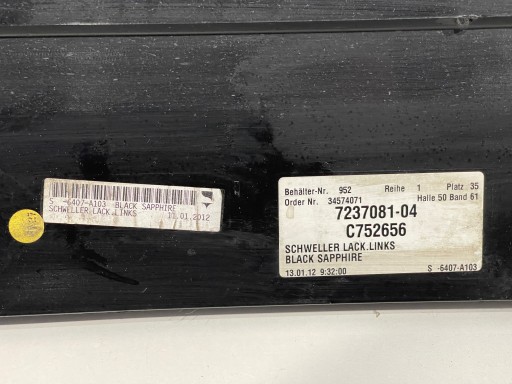 S -6407-A103 BLACK SAPPHIRE
SCHWELLER LACK.LINKS 11.01.2012
Behälter-Nr. 952 Reihe 1 Platz 35
Order Nr. 34574071 Halle 50 Band 61
7237081-04
C752656
SCHWELLER LACK.LINKS
BLACK SAPPHIRE
13.01.12 9:32:00 S -6407-A103